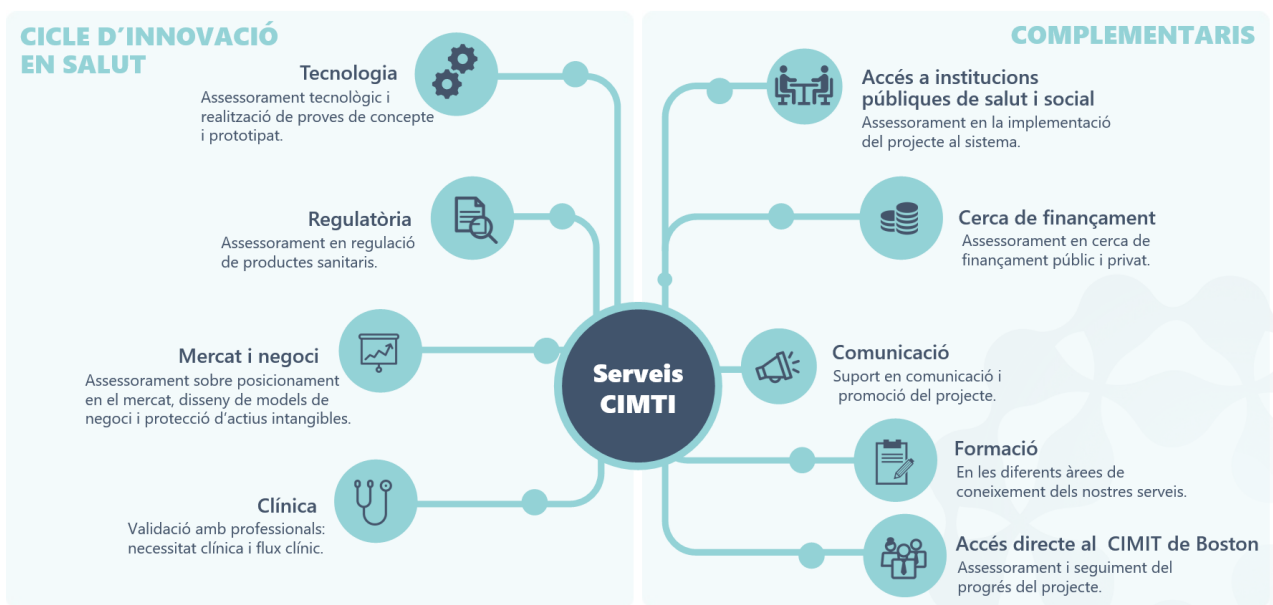 CICLE D'INNOVACIÓ
EN SALUT
Tecnologia
Assessorament tecnològic i
realització de proves de concepte
i prototipat.
Regulatòria
Assessorament en regulació
de productes sanitaris.
Mercat i negoci
Assessorament sobre posicionament
en el mercat, disseny de models de
negoci i protecció d'actius intangibles.
Clínica
Validació amb professionals:
necessitat clínica i flux clínic.
Serveis
CIMTI
COMPLEMENTARIS
Accés a institucions
públiques de salut i social
Assessorament en la implementació
del projecte al sistema.
Cerca de finançament
Assessorament en cerca de
finançament públic i privat.
Comunicació
Suport en comunicació i
promoció del projecte.
Formació
En les diferents àrees de
coneixement dels nostres serveis.
Accés directe al CIMIT de Boston
Assessorament i seguiment del
progrés del projecte.